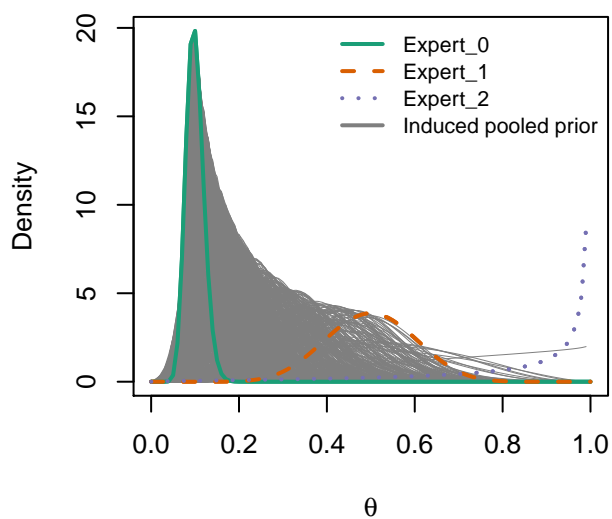 Expert_0
Expert_1
Expert_2
Induced pooled prior
Density
20
15
10
5
0
0.0 0.2 0.4 0.6 0.8 1.0
θ